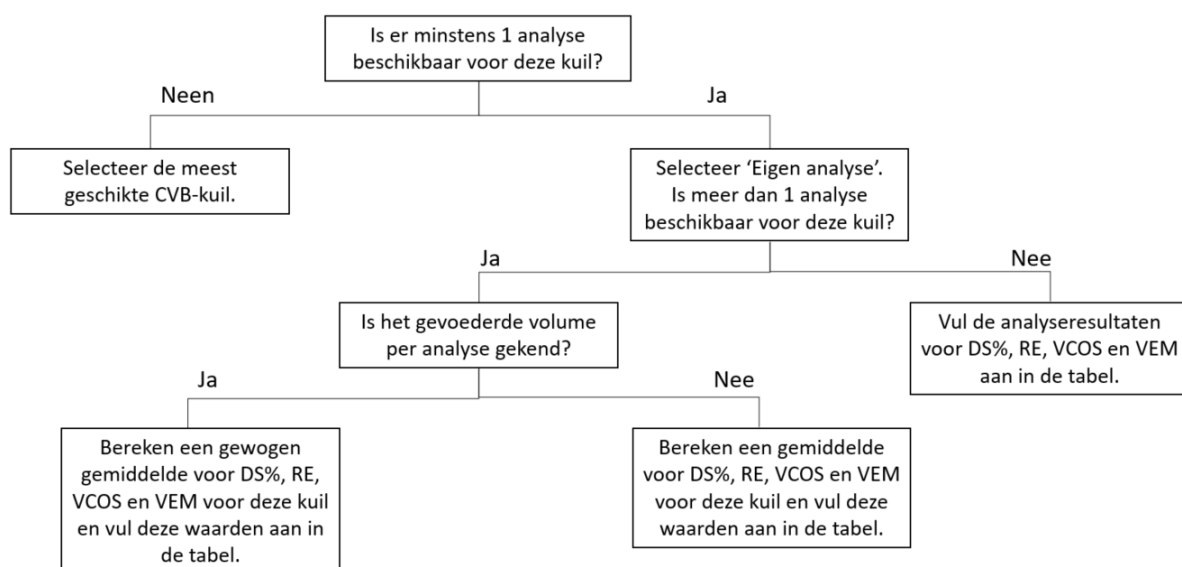 Is er minstens 1 analyse
beschikbaar voor deze kuil?
Neen
Ja
Selecteer de meest
geschikte CVB-kuil.
Selecteer ‘Eigen analyse’.
Is meer dan 1 analyse
beschikbaar voor deze kuil?
Ja
Nee
Is het gevoederde volume
per analyse gekend?
Vul de analyseresultaten
voor DS%, RE, VCOS en VEM
aan in de tabel.
Ja
Nee
Bereken een gewogen
gemiddelde voor DS%, RE,
VCOS en VEM voor deze kuil
en vul deze waarden aan in
de tabel.
Bereken een gemiddelde
voor DS%, RE, VCOS en VEM
voor deze kuil en vul deze
waarden aan in de tabel.